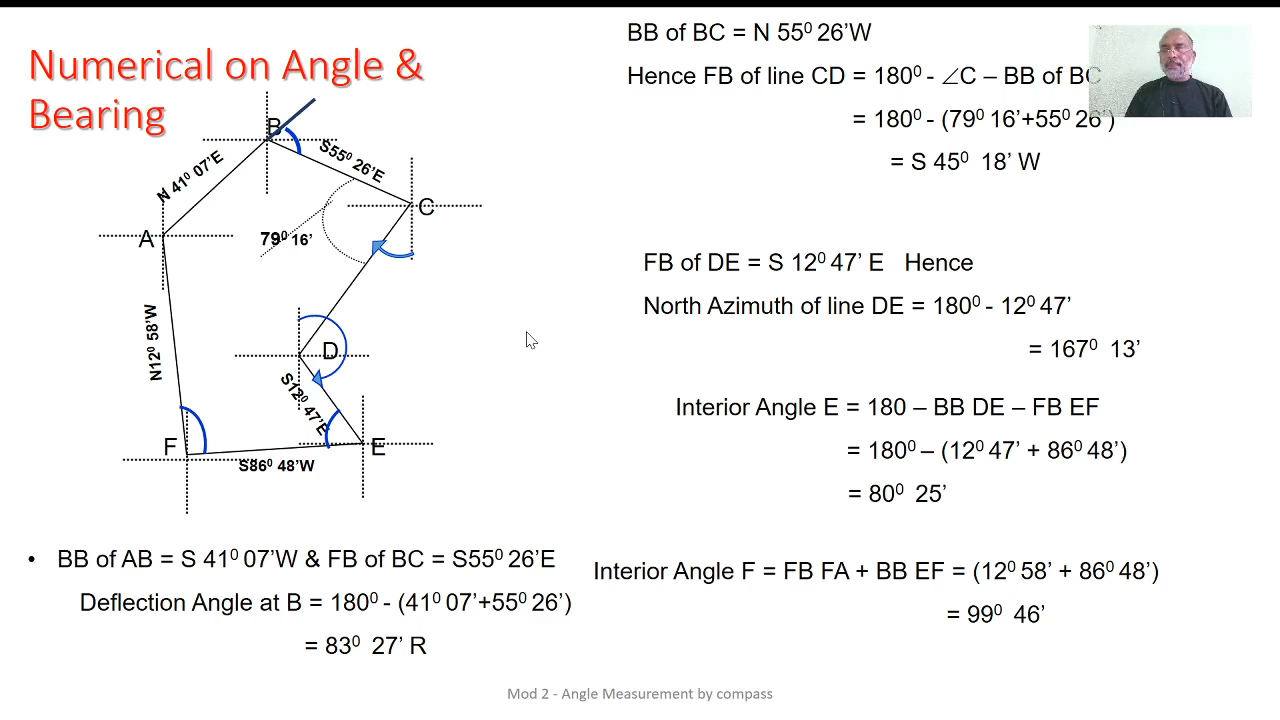 Numerical on Angle &
Bearing
B
N 41⁰ 07'E
S55⁰ 26'E
C
A
79⁰ 16'
N12⁰ 58'W
D
S12⁰ 47'E
F
E
S86⁰ 48'W
• BB of AB = S 41⁰ 07'W & FB of BC = S55⁰ 26'E
Deflection Angle at B = 180⁰ - (41⁰ 07'+55⁰ 26')
= 83⁰ 27' R
BB of BC = N 55⁰ 26'W
Hence FB of line CD = 180⁰ - ∠C – BB of BC
= 180⁰ - (79⁰ 16'+55⁰ 26')
= S 45⁰ 18' W
FB of DE = S 12⁰ 47' E Hence
North Azimuth of line DE = 180⁰ - 12⁰ 47'
= 167⁰ 13'
Interior Angle E = 180 – BB DE – FB EF
= 180⁰ – (12⁰ 47' + 86⁰ 48')
= 80⁰ 25'
Interior Angle F = FB FA + BB EF = (12⁰ 58' + 86⁰ 48')
= 99⁰ 46'
Mod 2 - Angle Measurement by compass